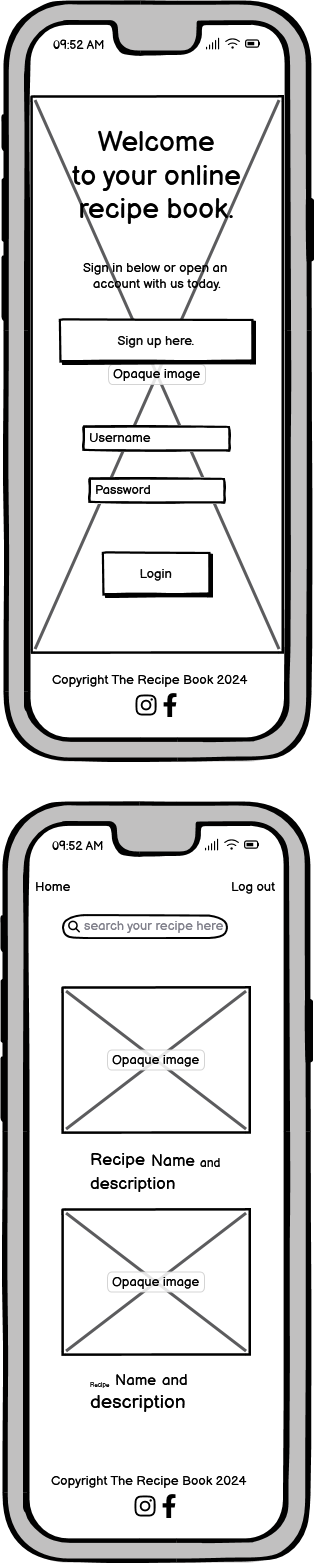 09:52 AM
Welcome
to your online
recipe book.
Sign in below or open an
account with us today.
Sign up here.
Opaque image
Username
Password
Login
Copyright The Recipe Book 2024
09:52 AM
Home Log out
search your recipe here
Opaque image
Recipe Name and
description
Opaque image
Recipe Name and
description
Copyright The Recipe Book 2024